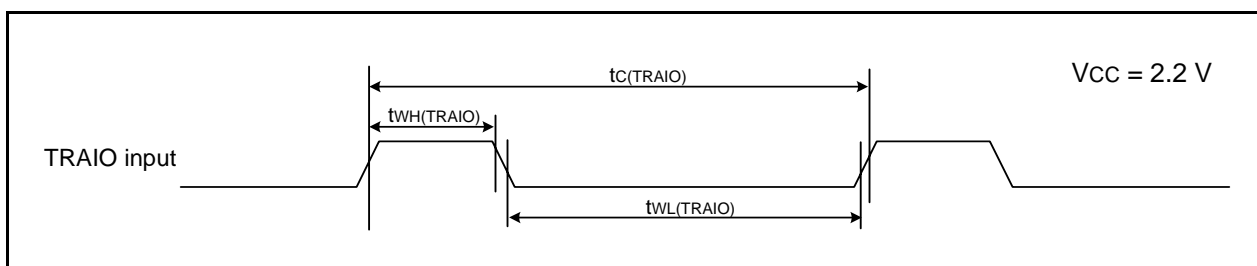 tC(TRAIO)
VCC = 2.2 V
tWH(TRAIO)
TRAIO input
tWL(TRAIO)